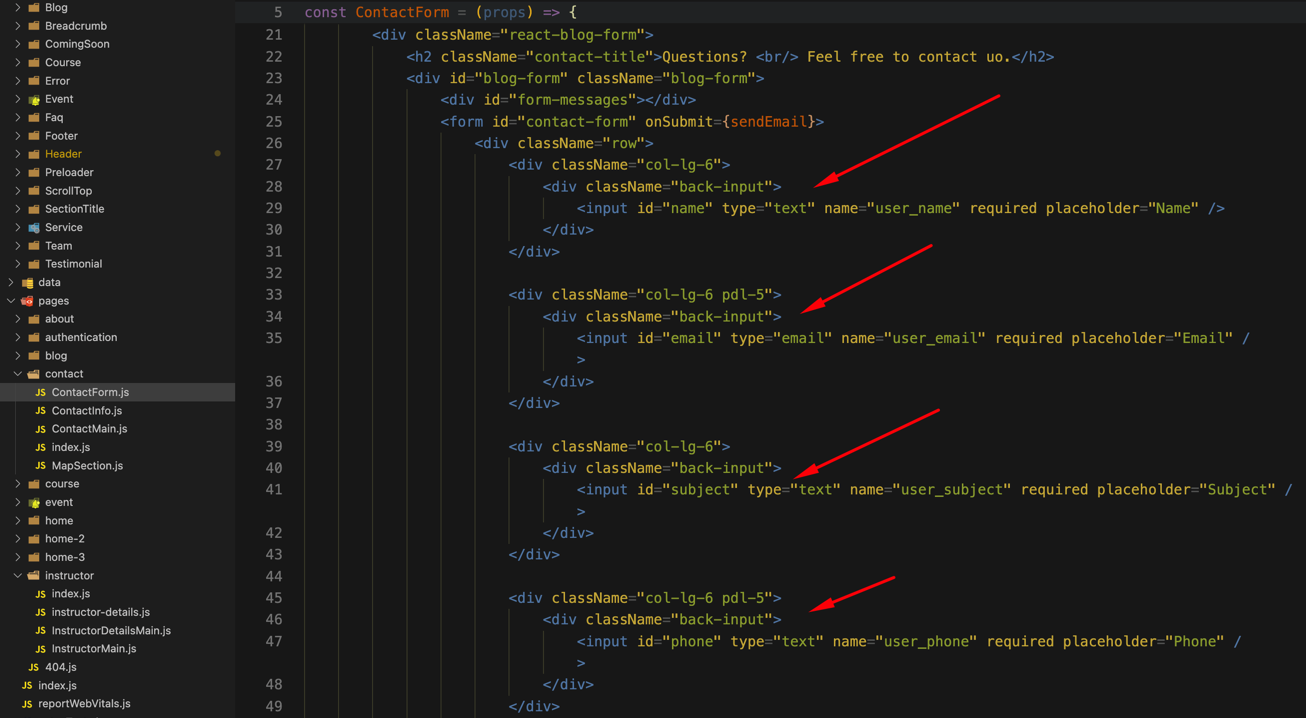 Blog
Breadcrumb
ComingSoon
Course
Error
Event
Faq
Footer
Header
Preloader
ScrollTop
SectionTitle
Service
Team
Testimonial
data
pages
about
authentication
blog
contact
JS ContactForm.js
JS ContactInfo.js
JS ContactMain.js
JS index.js
JS MapSection.js
course
event
home
home-2
home-3
instructor
JS index.js
JS instructor-details.js
JS InstructorDetailsMain.js
JS InstructorMain.js
JS 404.js
JS index.js
JS reportWebVitals.js
5 const ContactForm = (props) => {
21 <div className="react-blog-form">
22 <h2 className="contact-title">Questions? <br/> Feel free to contact uo.</h2>
23 <div id="blog-form" className="blog-form">
24 <div id="form-messages"></div>
25 <form id="contact-form" onSubmit={sendEmail}>
26 <div className="row">
27 <div className="col-lg-6">
28 <div className="back-input">
29 <input id="name" type="text" name="user_name" required placeholder="Name" />
30 </div>
31 </div>
32
33 <div className="col-lg-6 pdl-5">
34 <div className="back-input">
35 <input id="email" type="email" name="user_email" required placeholder="Email" /
>
36 </div>
37 </div>
38
39 <div className="col-lg-6">
40 <div className="back-input">
41 <input id="subject" type="text" name="user_subject" required placeholder="Subject" /
>
42 </div>
43 </div>
44
45 <div className="col-lg-6 pdl-5">
46 <div className="back-input">
47 <input id="phone" type="text" name="user_phone" required placeholder="Phone" /
>
48 </div>
49 </div>